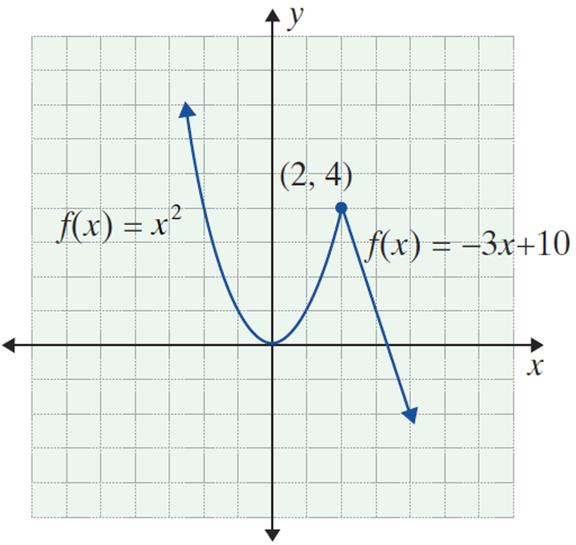 y
(2, 4)
f(x) = x²
f(x) = −3x+10
x